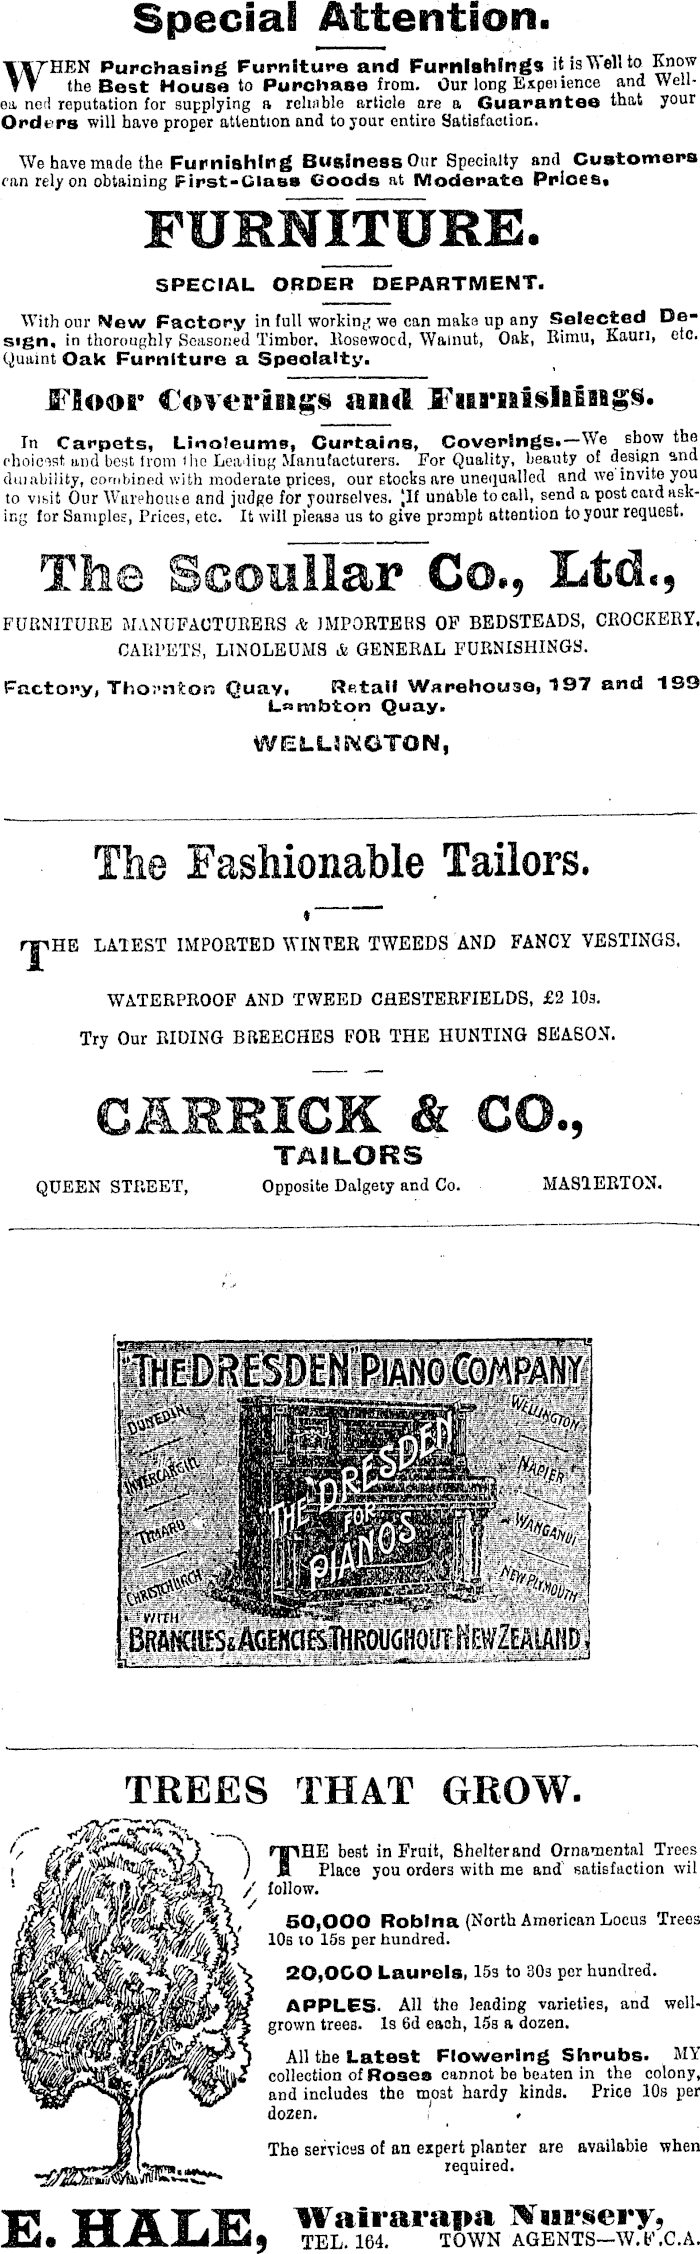 Special Attention.
WHEN Purchasing Furniture and Furnishings it is Well to Know
the Best House to Purchase from. Our long Experience and Well-
ea ned reputation for supplying a reliable article are a Guarantee that your
Orders will have proper attention and to your entire Satisfaction.
We have made the Furnishing Business Our Specialty and Customers
can rely on obtaining First-Class Goods at Moderate Prices.
FURNITURE.
SPECIAL ORDER DEPARTMENT.
With our New Factory in full working we can make up any Selected De-
sign, in thoroughly Seasoned Timber. Rosewood, Walnut, Oak, Rimu, Kauri, etc.
Quaint Oak Furniture a Speciality.
Floor Coverings and Furnishings.
In Carpets, Linoleums, Curtains, Coverings.—We show the
choicest and best from the Leading Manufacturers. For Quality, beauty of design and
durability, combined with moderate prices, our stocks are unequalled and we invite you
to visit Our Warehouse and judge for yourselves. If unable to call, send a post card ask-
ing for Samples, Prices, etc. It will please us to give prompt attention to your request.
The Scoullar Co., Ltd.,
FURNITURE MANUFACTURERS & IMPORTERS OF BEDSTEADS, CROCKERY,
CARPETS, LINOLEUMS & GENERAL FURNISHINGS.
Factory, Thornton Quay. Retail Warehouse, 197 and 199
Lambton Quay.
WELLINGTON,
The Fashionable Tailors.
THE LATEST IMPORTED WINTER TWEEDS AND FANCY VESTINGS.
WATERPROOF AND TWEED CHESTERFIELDS, £2 10s.
Try Our RIDING BREECHES FOR THE HUNTING SEASON.
CARRICK & CO.,
TAILORS
QUEEN STREET, Opposite Dalgety and Co. MASTERTON.
"THE DRESDEN" PIANO COMPANY
DUNEDIN,
INVERCARGILL
TIMARU
CHRISTCHURCH
WELLINGTON
NAPIER
WANGANUI
NEW PLYMOUTH
"THE DRESDEN
FOR
PIANOS
WITH
BRANCHES & AGENCIES THROUGHOUT NEW ZEALAND.
TREES THAT GROW.
THE best in Fruit, Shelter and Ornamental Trees
Place you orders with me and satisfaction wil
follow.
50,000 Robina (North American Locus Trees
10s to 15s per hundred.
20,000 Laurels, 15s to 30s per hundred.
APPLES. All the leading varieties, and well-
grown trees. 1s 6d each, 15s a dozen.
All the Latest Flowering Shrubs. MY
collection of Roses cannot be beaten in the colony,
and includes the most hardy kinds. Price 10s per
dozen.
The services of an expert planter are available when
required.
E. HALE, Wairarapa Nursery,
TEL. 164. TOWN AGENTS—W.F.C.A.